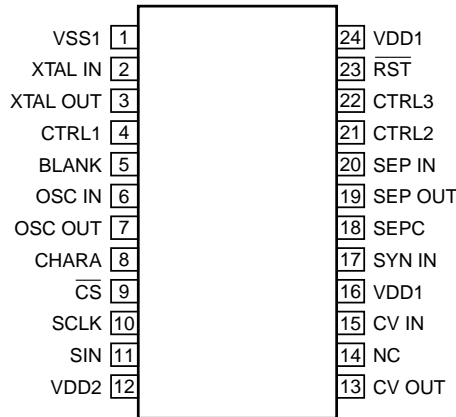 VSS1 1 24 VDD1
XTAL IN 2 23 R̅S̅T̅
XTAL OUT 3 22 CTRL3
CTRL1 4 21 CTRL2
BLANK 5 20 SEP IN
OSC IN 6 19 SEP OUT
OSC OUT 7 18 SEPC
CHARA 8 17 SYN IN
C̅S̅ 9 16 VDD1
SCLK 10 15 CV IN
SIN 11 14 NC
VDD2 12 13 CV OUT